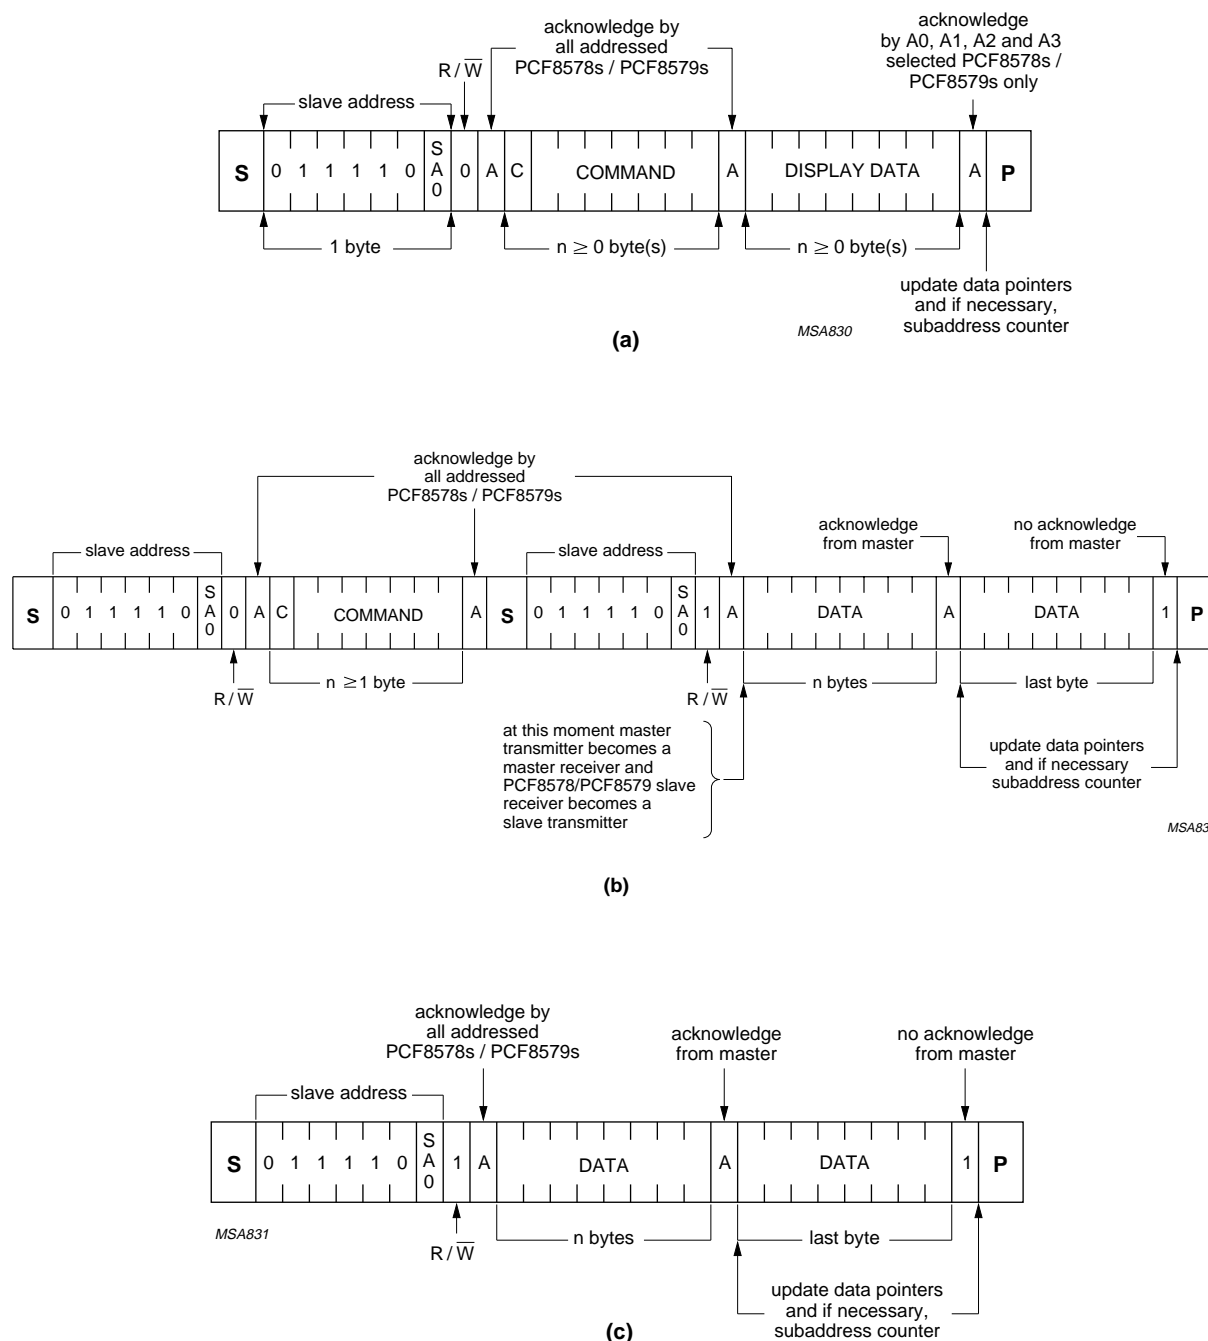 acknowledge by
all addressed
PCF8578s / PCF8579s
acknowledge
by A0, A1, A2 and A3
selected PCF8578s /
PCF8579s only
R / W
slave address
S 0 1 1 1 1 0 SA0 0 A C COMMAND A DISPLAY DATA A P
1 byte
n ≥ 0 byte(s)
n ≥ 0 byte(s)
update data pointers
and if necessary,
subaddress counter
MSA830
(a)
acknowledge by
all addressed
PCF8578s / PCF8579s
acknowledge
from master
no acknowledge
from master
slave address
slave address
S 0 1 1 1 1 0 SA0 0 A C COMMAND A S 0 1 1 1 1 0 SA0 1 A DATA A DATA 1 P
R / W
n ≥ 1 byte
R / W
n bytes
last byte
at this moment master
transmitter becomes a
master receiver and
PCF8578/PCF8579 slave
receiver becomes a
slave transmitter
update data pointers
and if necessary
subaddress counter
MSA83
(b)
acknowledge by
all addressed
PCF8578s / PCF8579s
acknowledge
from master
no acknowledge
from master
slave address
S 0 1 1 1 1 0 SA0 1 A DATA A DATA 1 P
MSA831
R / W
n bytes
last byte
update data pointers
and if necessary,
subaddress counter
(c)